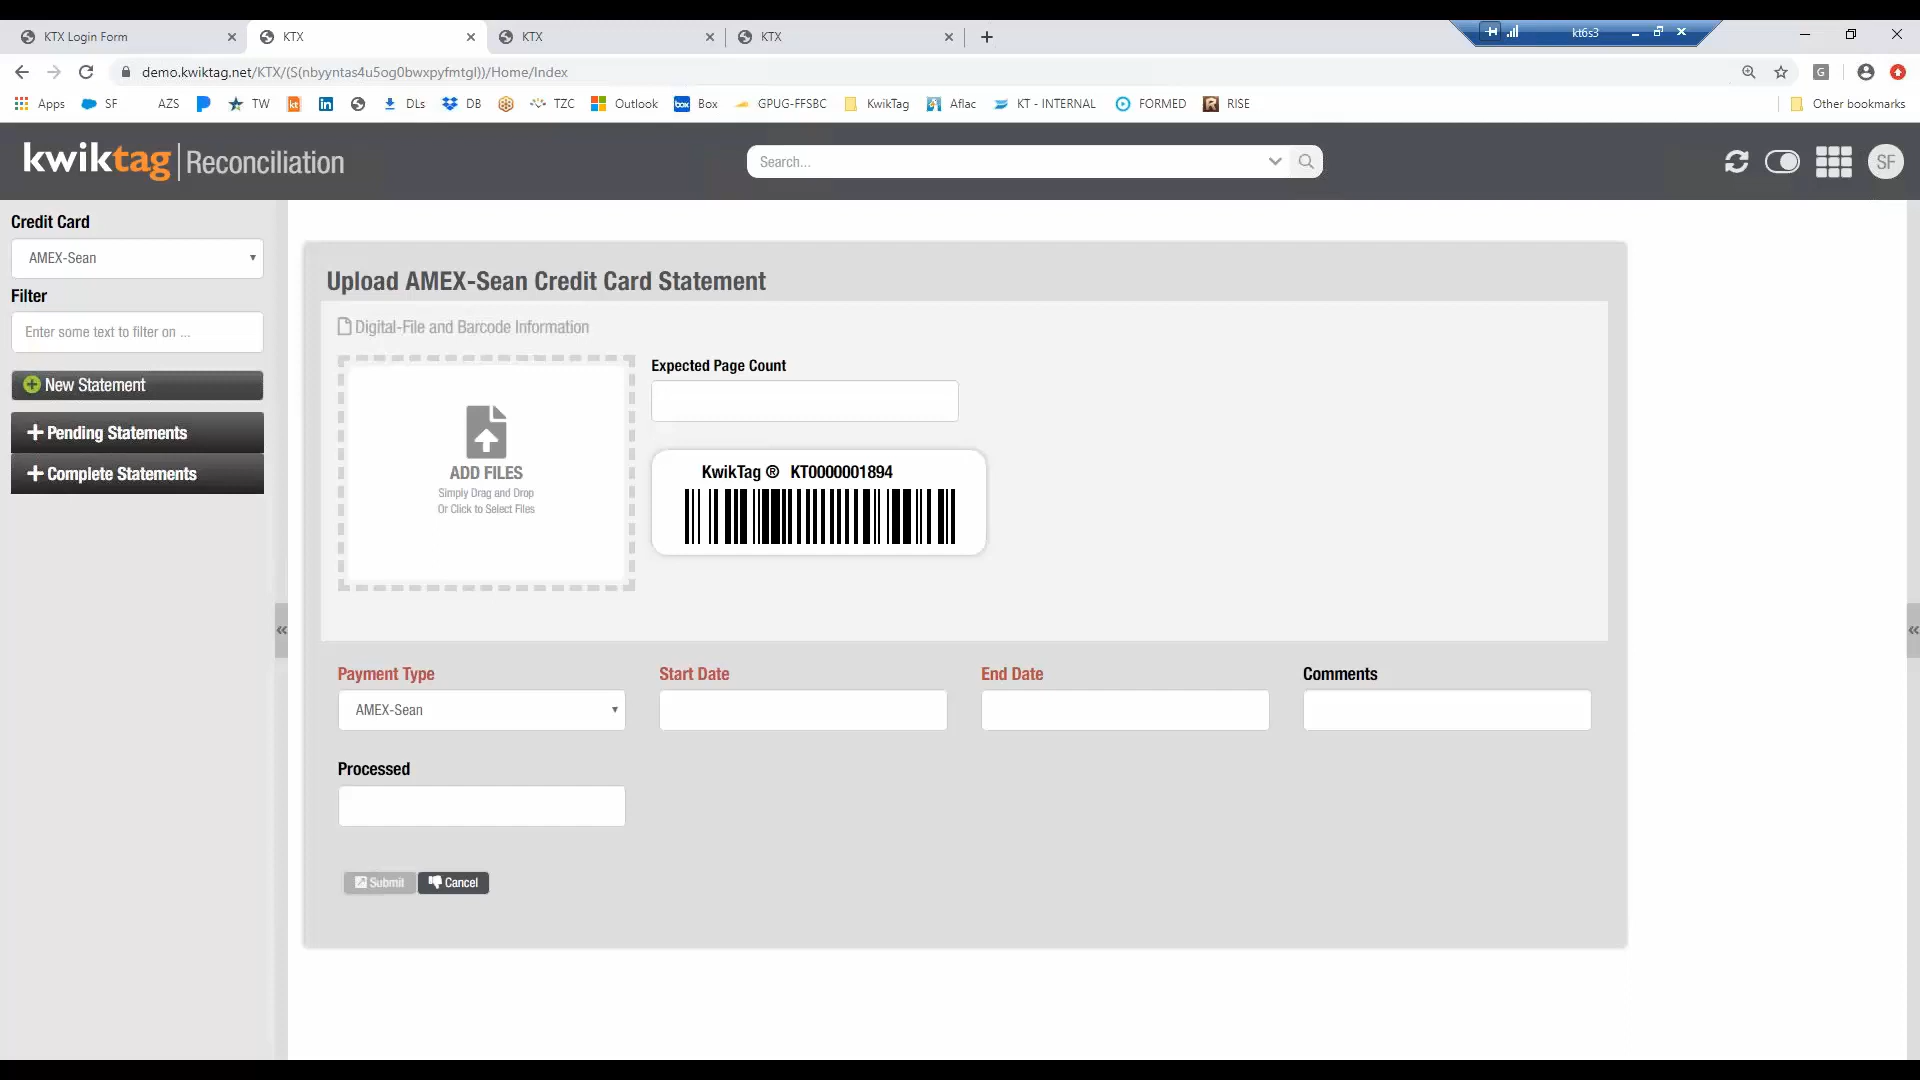 KTX Login Form
KTX
KTX
KTX
kt6s3
demo.kwiktag.net/KTX/(S(nbyyntas4u5og0bwxpyfmtgl))/Home/Index
G
Apps SF AZS TW kt in DLs DB TZC Outlook box Box GPUG-FFSBC KwikTag Aflac KT - INTERNAL FORMED R RISE Other bookmarks
kwiktag|Reconciliation
Search...
SF
Credit Card
AMEX-Sean
Filter
Enter some text to filter on ...
New Statement
Pending Statements
Complete Statements
Upload AMEX-Sean Credit Card Statement
Digital-File and Barcode Information
ADD FILES
Simply Drag and Drop
Or Click to Select Files
Expected Page Count
KwikTag ® KT0000001894
Payment Type
AMEX-Sean
Start Date
End Date
Comments
Processed
Submit
Cancel